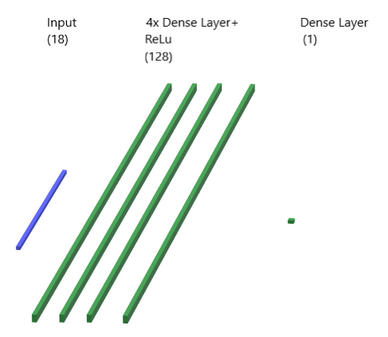 Input
(18)
4x Dense Layer+
ReLu
(128)
Dense Layer
(1)